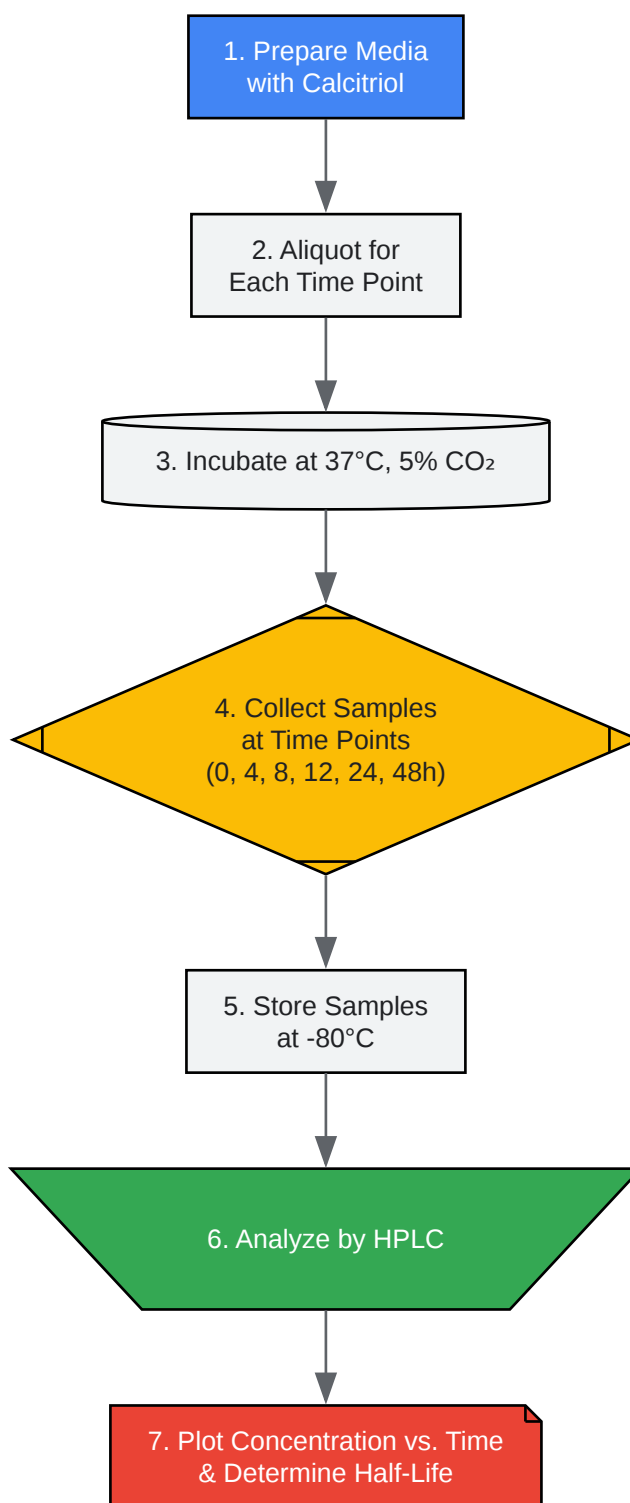 1. Prepare Media
with Calcitriol
2. Aliquot for
Each Time Point
3. Incubate at 37°C, 5% CO₂
4. Collect Samples
at Time Points
(0, 4, 8, 12, 24, 48h)
5. Store Samples
at -80°C
6. Analyze by HPLC
7. Plot Concentration vs. Time
& Determine Half-Life